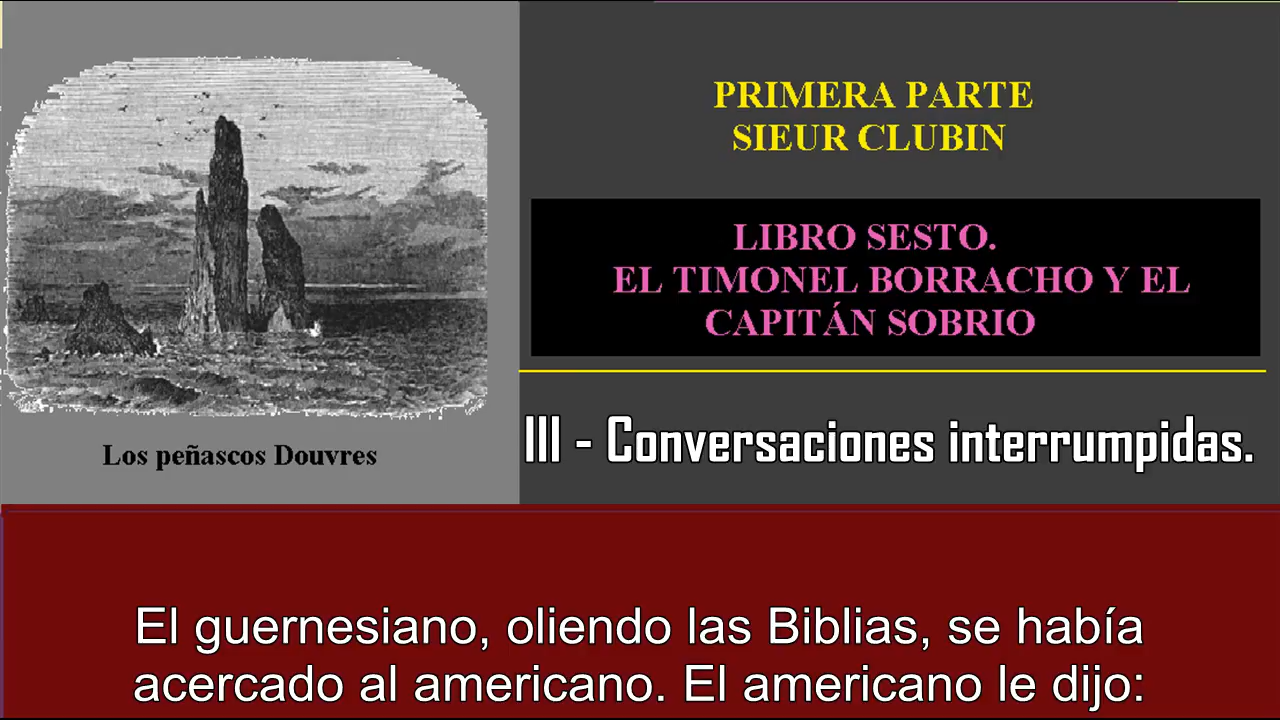 PRIMERA PARTE
SIEUR CLUBIN
LIBRO SESTO.
EL TIMONEL BORRACHO Y EL
CAPITÁN SOBRIO
Los peñascos Douvres
III - Conversaciones interrumpidas.
El guernesiano, oliendo las Biblias, se había
acercado al americano. El americano le dijo: